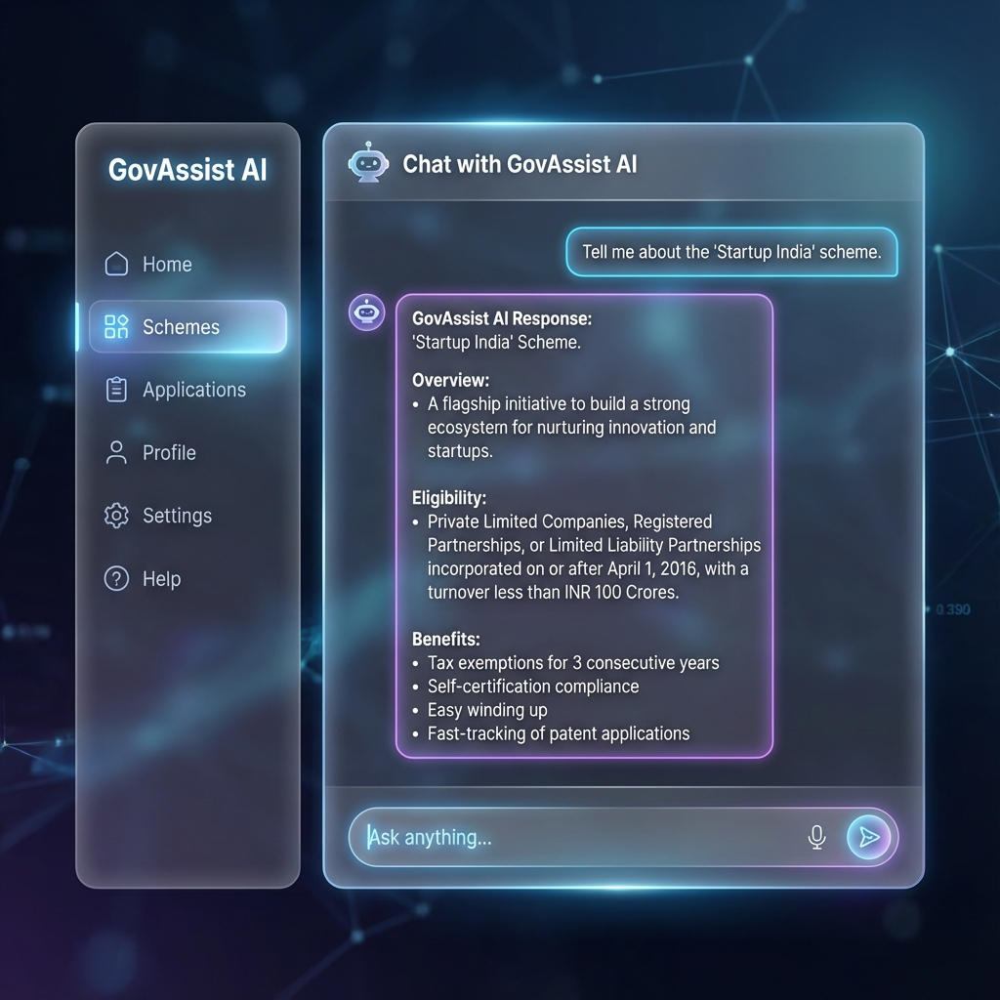 GovAssist AI
Home
Schemes
Applications
Profile
Settings
Help
Chat with GovAssist AI
Tell me about the 'Startup India' scheme.
GovAssist AI Response:
'Startup India' Scheme.
Overview:
• A flagship initiative to build a strong
ecosystem for nurturing innovation and
startups.
Eligibility:
• Private Limited Companies, Registered
Partnerships, or Limited Liability Partnerships
incorporated on or after April 1, 2016, with a
turnover less than INR 100 Crores.
Benefits:
• Tax exemptions for 3 consecutive years
• Self-certification compliance
• Easy winding up
• Fast-tracking of patent applications
Ask anything...
0.390